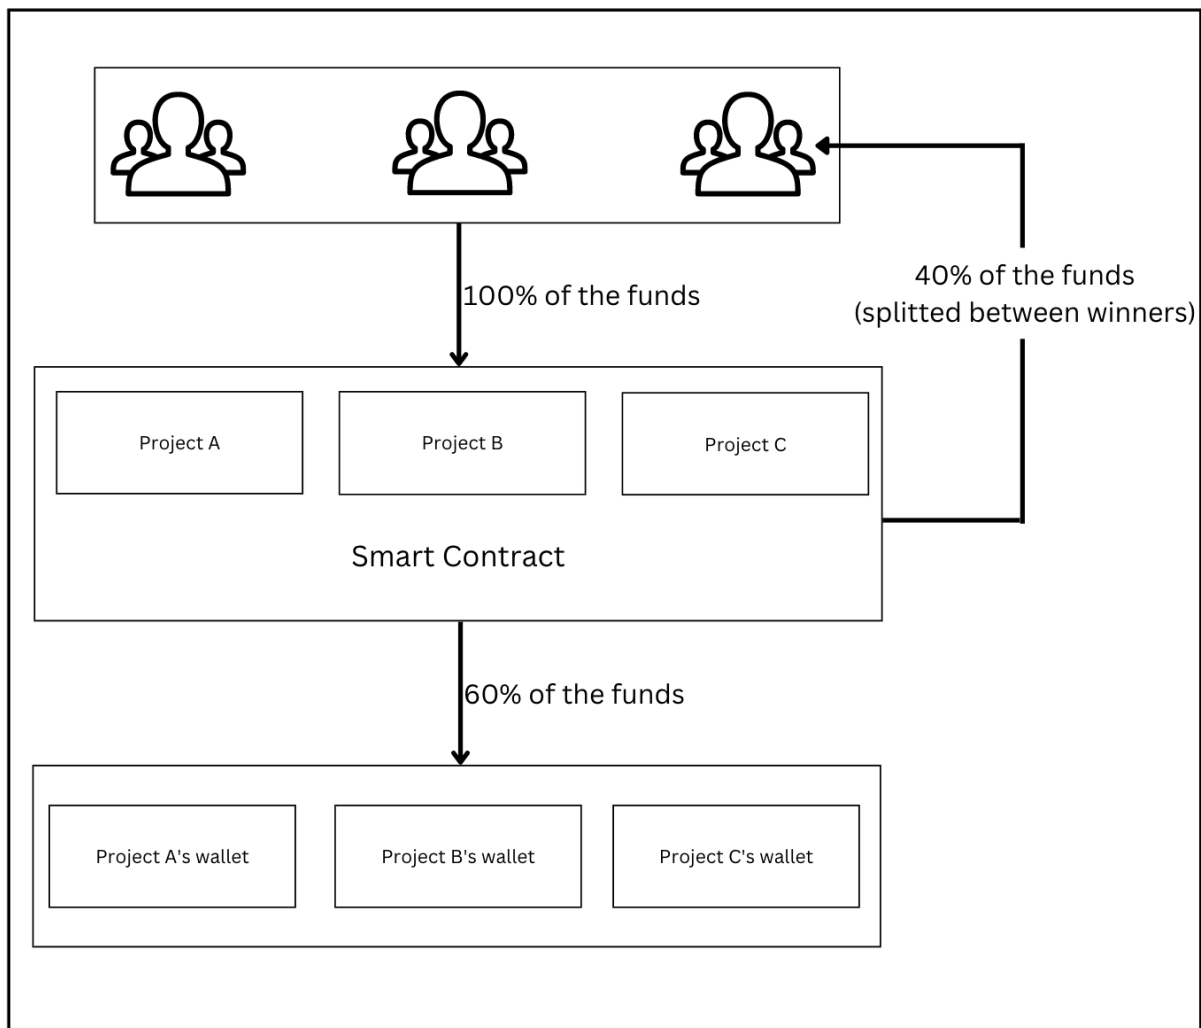 40% of the funds
(splitted between winners)
100% of the funds
Project A
Project B
Project C
Smart Contract
60% of the funds
Project A's wallet
Project B's wallet
Project C's wallet